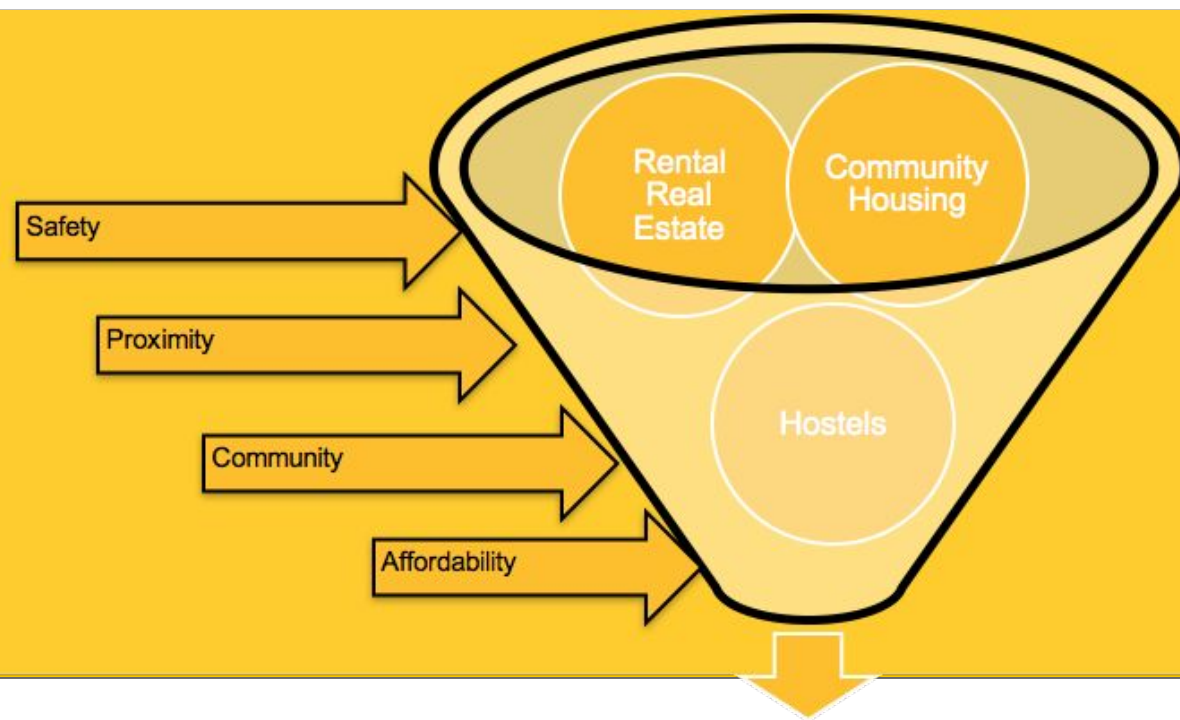 Rental
Real
Estate
Community
Housing
Safety
Proximity
Hostels
Community
Affordability